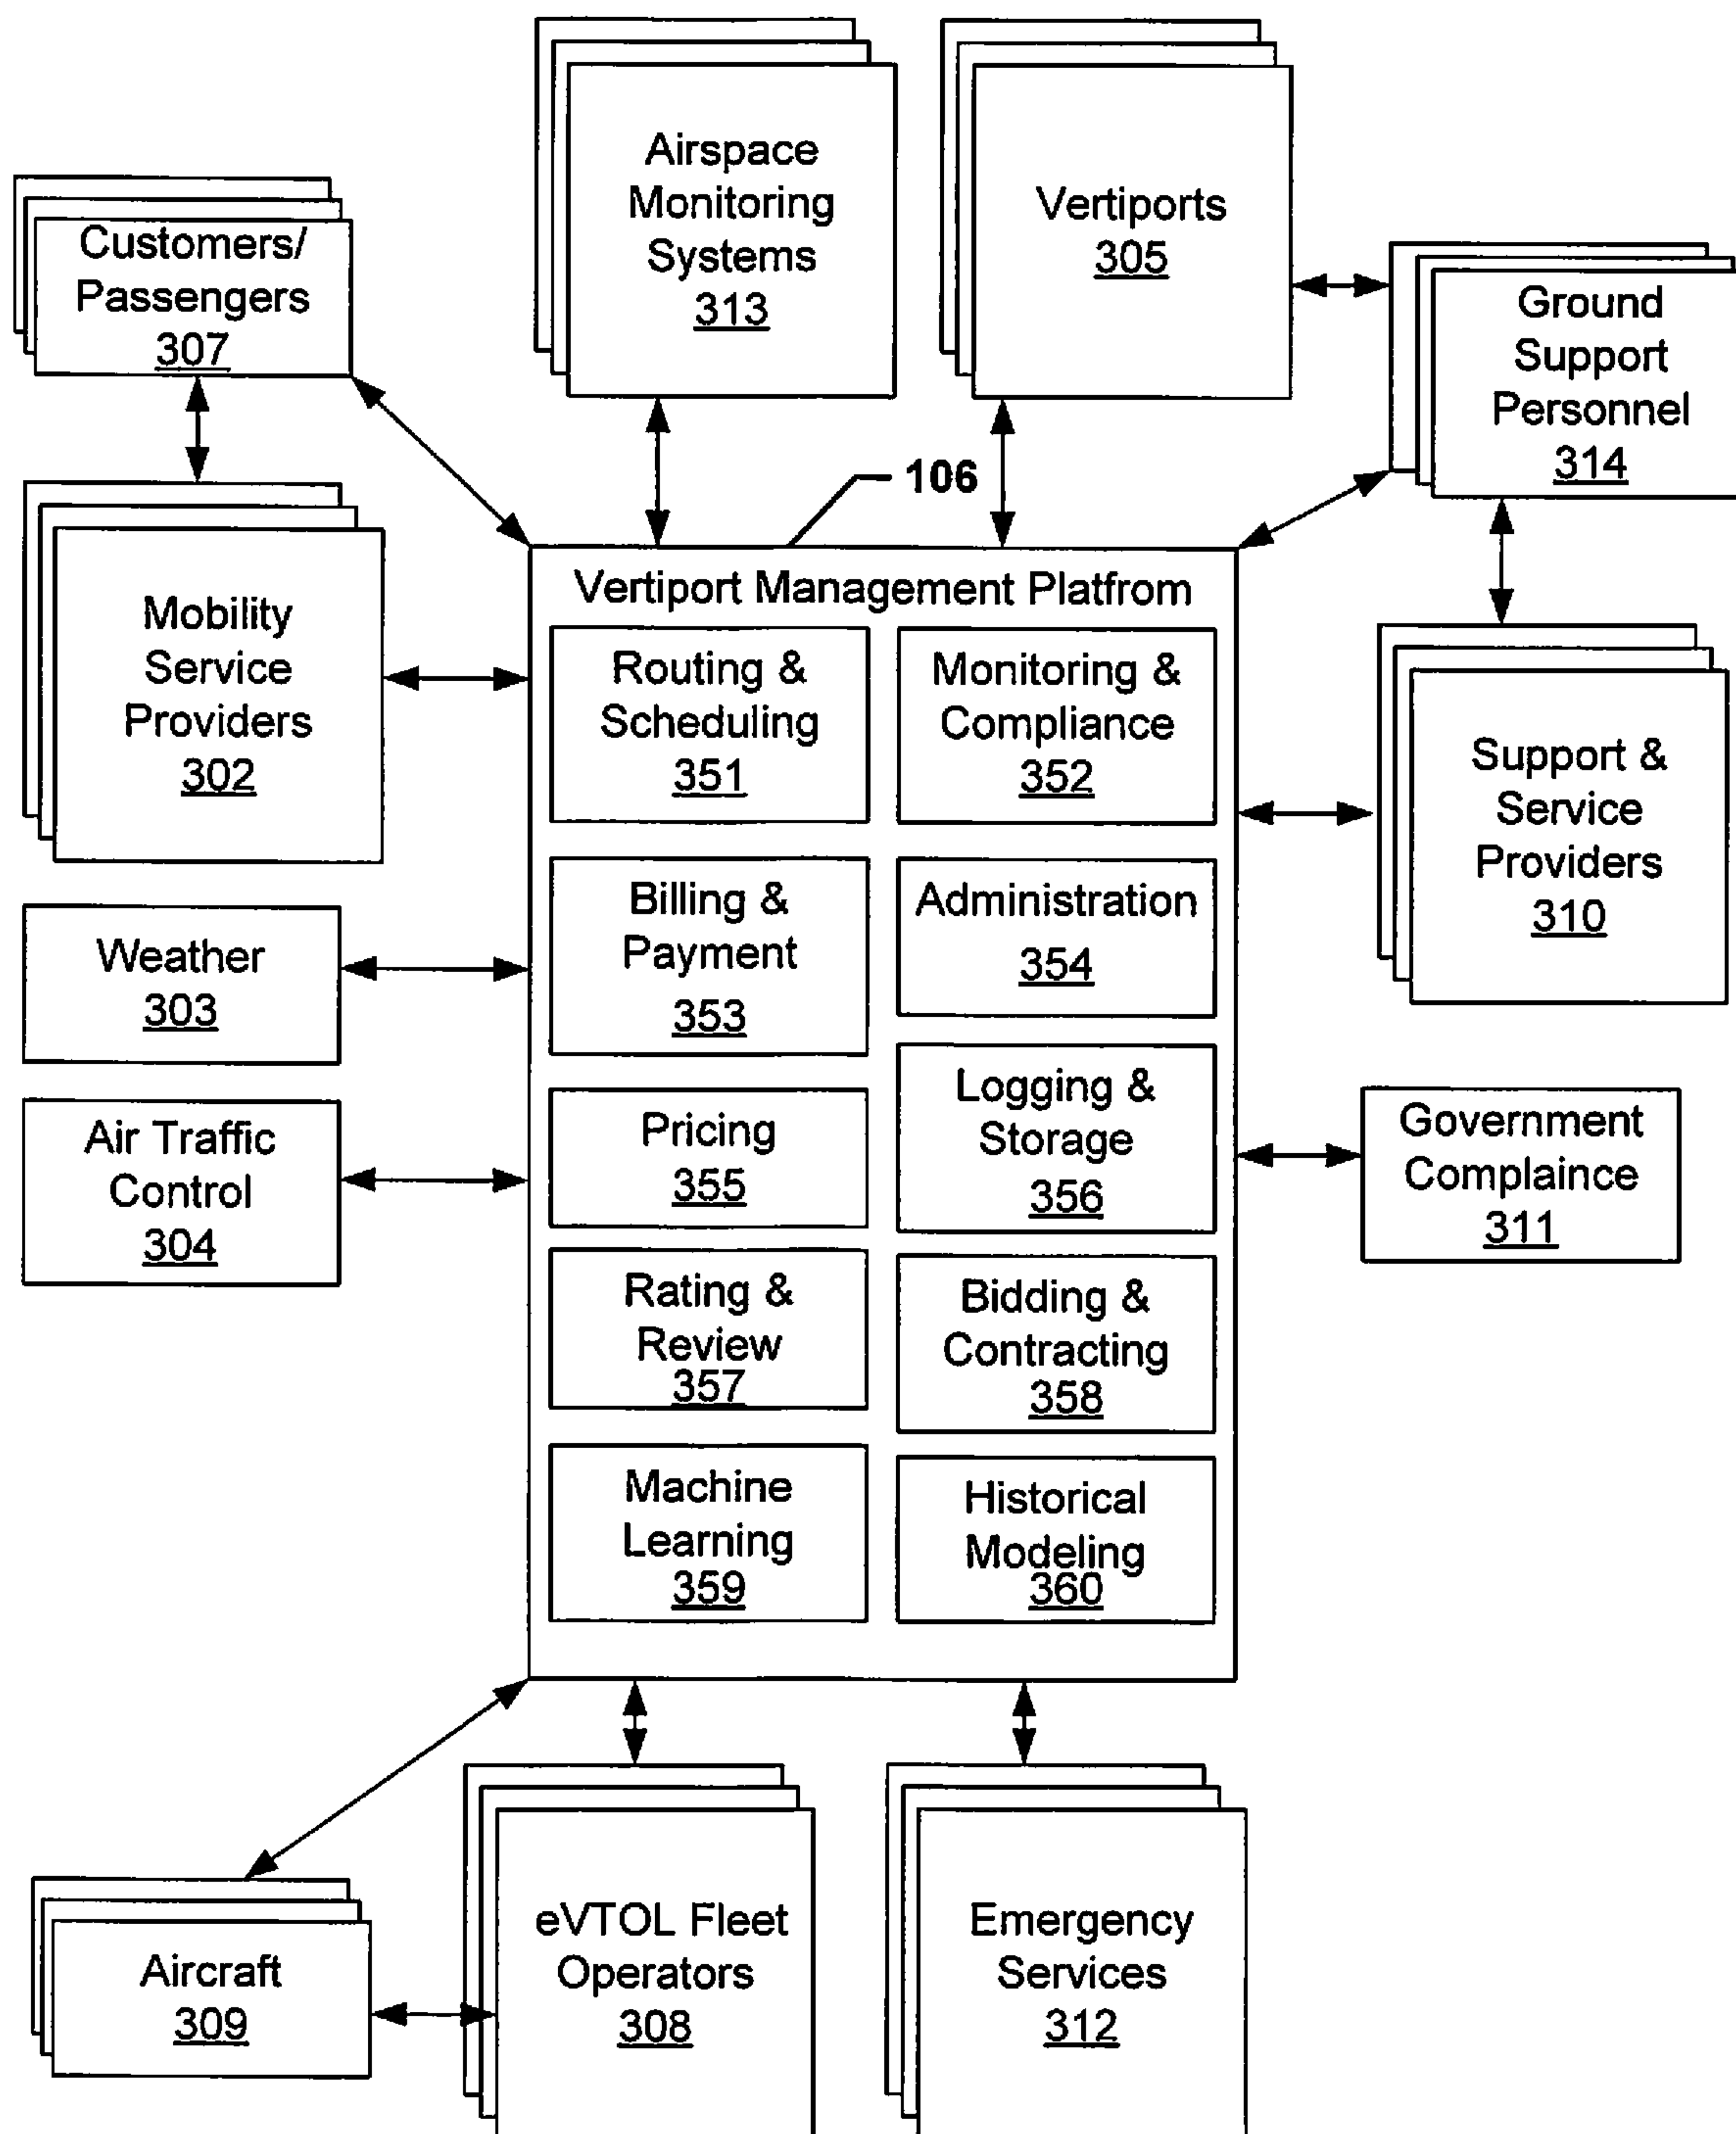 Airspace
Monitoring
Systems
313
Vertiports
305
Customers/
Passengers
307
Ground
Support
Personnel
314
106
Mobility
Service
Providers
302
Vertiport Management Platfrom
Routing &
Scheduling
351
Monitoring &
Compliance
352
Support &
Service
Providers
310
Billing &
Payment
353
Administration
354
Weather
303
Air Traffic
Control
304
Pricing
355
Logging &
Storage
356
Government
Complaince
311
Rating &
Review
357
Bidding &
Contracting
358
Machine
Learning
359
Historical
Modeling
360
Aircraft
309
eVTOL Fleet
Operators
308
Emergency
Services
312